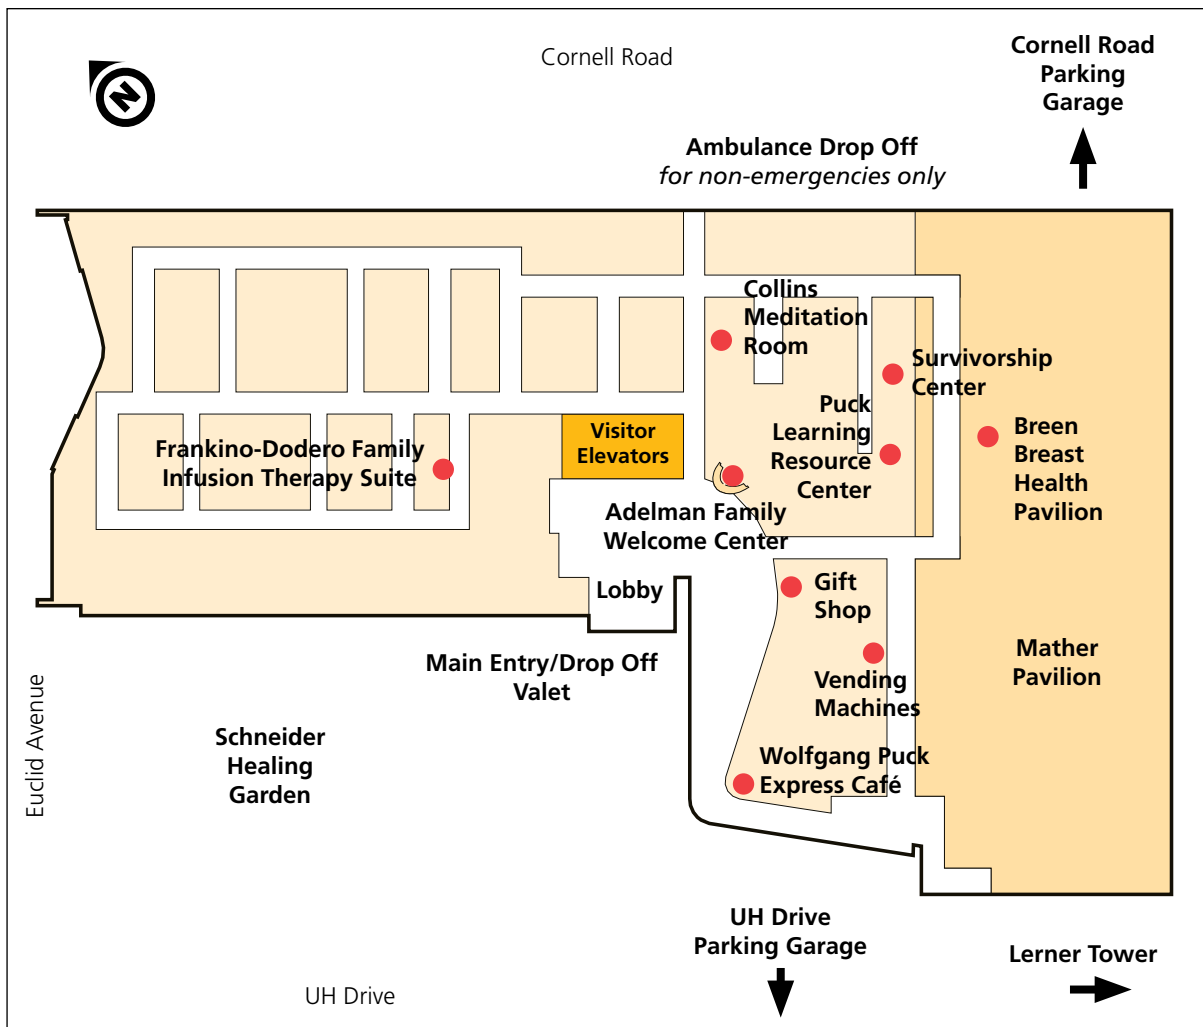 Cornell Road
Cornell Road
Parking
Garage
N
Ambulance Drop Off
for non-emergencies only
Collins
Meditation
Room
Survivorship
Center
Puck
Learning
Resource
Center
Breen
Breast
Health
Pavilion
Visitor
Elevators
Frankino-Dodero Family
Infusion Therapy Suite
Adelman Family
Welcome Center
Lobby
Gift
Shop
Main Entry/Drop Off
Valet
Mather
Pavilion
Vending
Machines
Euclid Avenue
Schneider
Healing
Garden
Wolfgang Puck
Express Café
UH Drive
Parking Garage
Lerner Tower
UH Drive